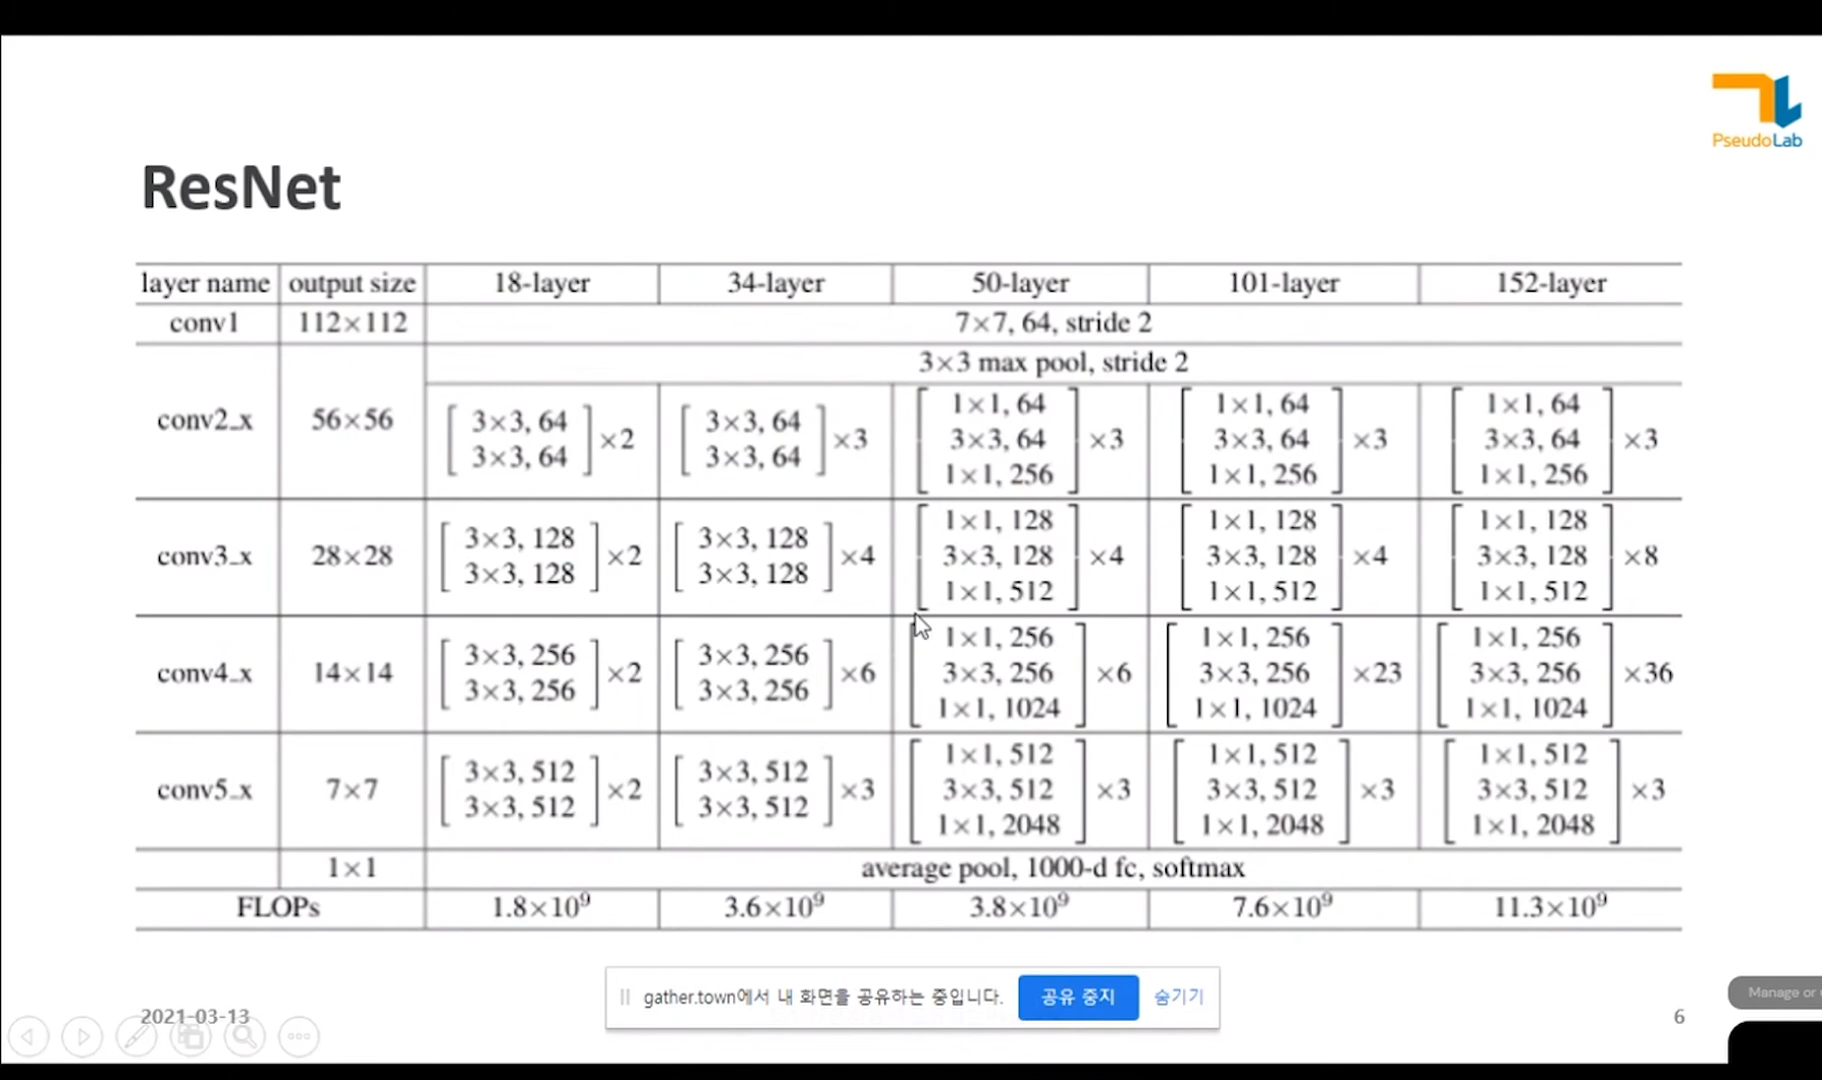 PseudoLab
ResNet
layer name output size 18-layer 34-layer 50-layer 101-layer 152-layer
conv1 112×112 7×7, 64, stride 2
3×3 max pool, stride 2
conv2_x 56×56 [3×3, 64 3×3, 64] ×2 [3×3, 64 3×3, 64] ×3 [1×1, 64 3×3, 64 1×1, 256] ×3 [1×1, 64 3×3, 64 1×1, 256] ×3 [1×1, 64 3×3, 64 1×1, 256] ×3
conv3_x 28×28 [3×3, 128 3×3, 128] ×2 [3×3, 128 3×3, 128] ×4 [1×1, 128 3×3, 128 1×1, 512] ×4 [1×1, 128 3×3, 128 1×1, 512] ×4 [1×1, 128 3×3, 128 1×1, 512] ×8
conv4_x 14×14 [3×3, 256 3×3, 256] ×2 [3×3, 256 3×3, 256] ×6 [1×1, 256 3×3, 256 1×1, 1024] ×6 [1×1, 256 3×3, 256 1×1, 1024] ×23 [1×1, 256 3×3, 256 1×1, 1024] ×36
conv5_x 7×7 [3×3, 512 3×3, 512] ×2 [3×3, 512 3×3, 512] ×3 [1×1, 512 3×3, 512 1×1, 2048] ×3 [1×1, 512 3×3, 512 1×1, 2048] ×3 [1×1, 512 3×3, 512 1×1, 2048] ×3
1×1 average pool, 1000-d fc, softmax
FLOPs 1.8×10⁹ 3.6×10⁹ 3.8×10⁹ 7.6×10⁹ 11.3×10⁹
gather.town에서 내 화면을 공유하는 중입니다. 공유 중지 숨기기
Manage or
2021-03-13 6